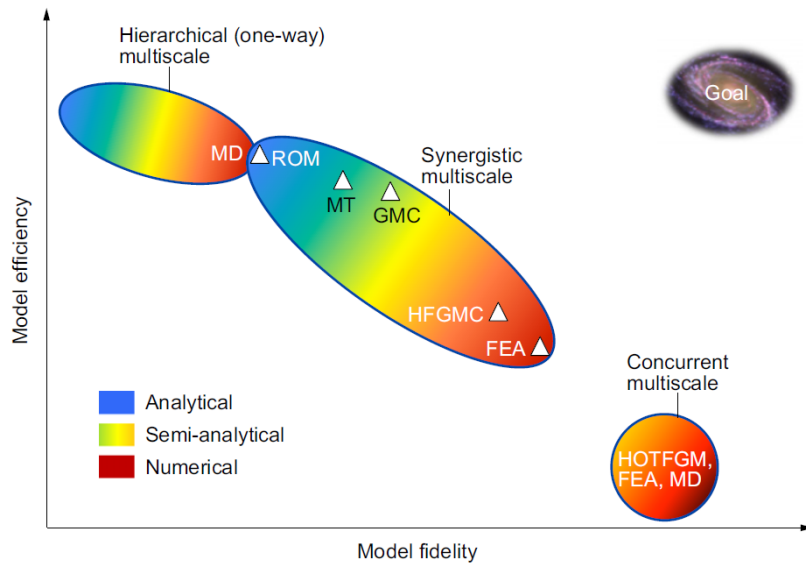 Hierarchical (one-way)
multiscale
Goal
MD
ROM
Synergistic
multiscale
MT
GMC
HFGMC
FEA
Concurrent
multiscale
HOTFGM,
FEA, MD
Analytical
Semi-analytical
Numerical
Model efficiency
Model fidelity